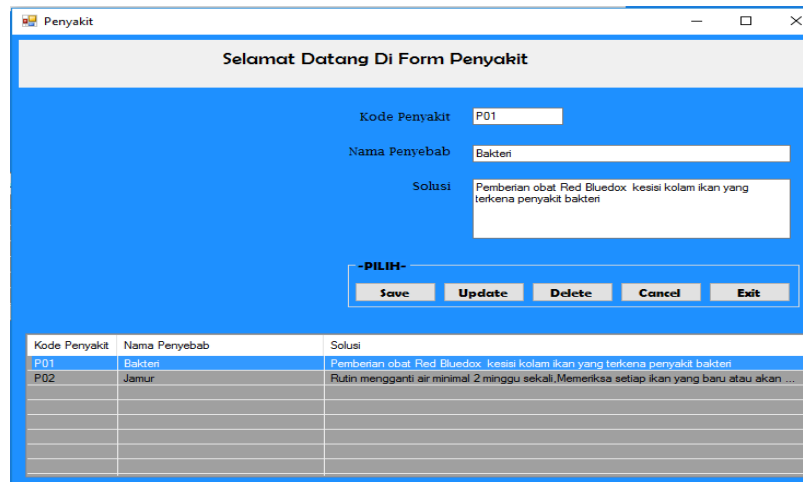 Penyakit
Selamat Datang Di Form Penyakit
Kode Penyakit P01
Nama Penyebab Bakteri
Solusi Pemberian obat Red Bluedox kesisi kolam ikan yang
terkena penyakit bakteri
-PILIH-
Save Update Delete Cancel Exit
Kode Penyakit Nama Penyebab Solusi
P01 Bakteri Pemberian obat Red Bluedox kesisi kolam ikan yang terkena penyakit bakteri
P02 Jamur Rutin mengganti air minimal 2 minggu sekali,Memeriksa setiap ikan yang baru atau akan ...